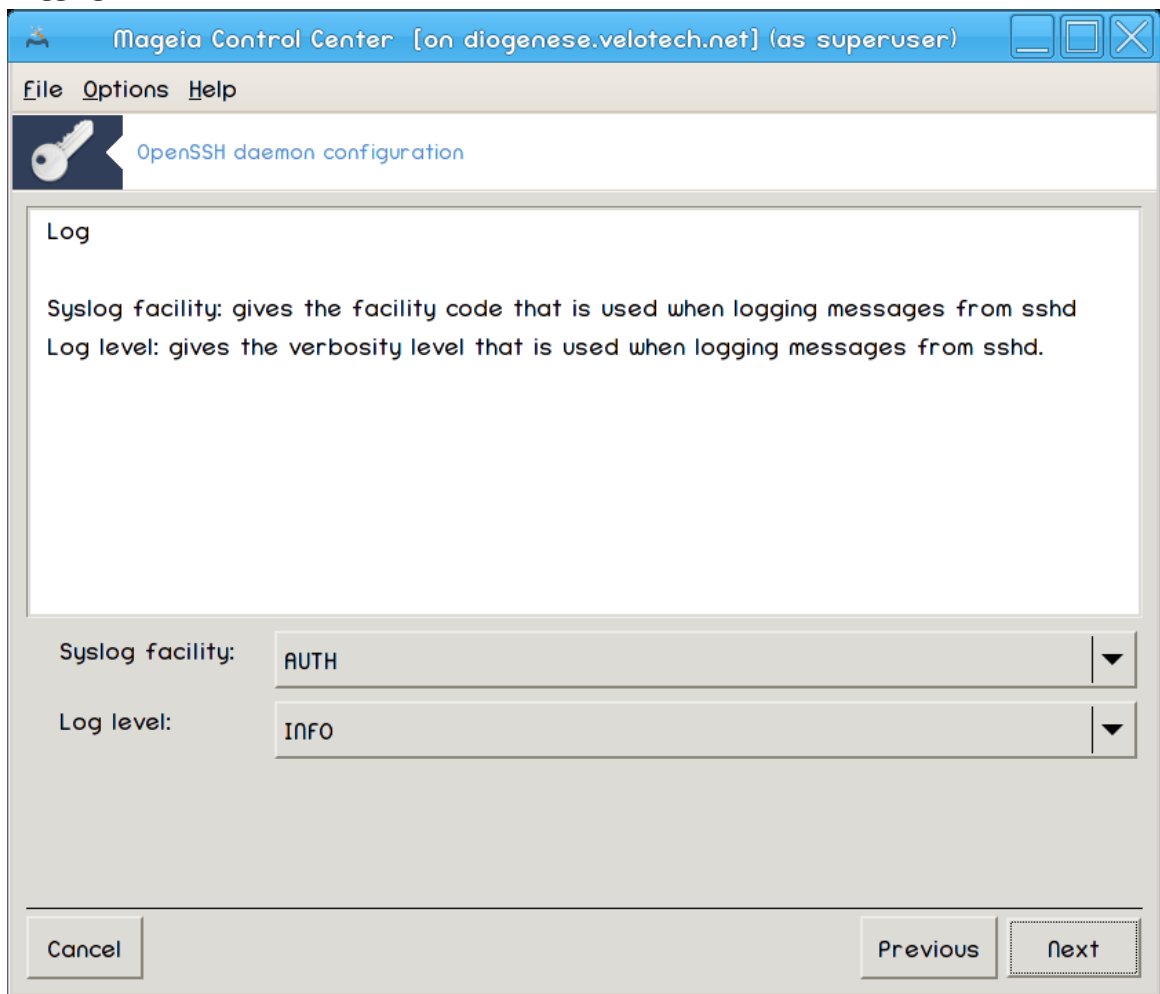 Mageia Control Center [on diogenese.velotech.net] (as superuser)
File Options Help
OpenSSH daemon configuration
Log
Syslog facility: gives the facility code that is used when logging messages from sshd
Log level: gives the verbosity level that is used when logging messages from sshd.
Syslog facility: AUTH
Log level: INFO
Cancel Previous Next